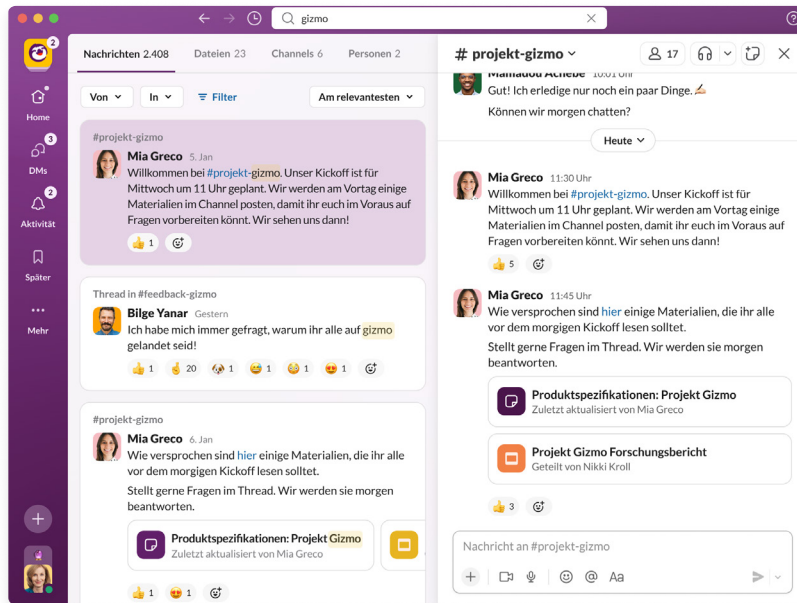 gizmo
2
Home
3
DMs
2
Aktivität
Später
Mehr
Nachrichten 2.408
Dateien 23
Channels 6
Personen 2
Von
In
Filter
Am relevantesten
#projekt-gizmo
Mia Greco 5. Jan
Willkommen bei #projekt-gizmo. Unser Kickoff ist für
Mittwoch um 11 Uhr geplant. Wir werden am Vortag einige
Materialien im Channel posten, damit ihr euch im Voraus auf
Fragen vorbereiten könnt. Wir sehen uns dann!
1
Thread in #feedback-gizmo
Bilge Yanar Gestern
Ich habe mich immer gefragt, warum ihr alle auf gizmo
gelandet seid!
1 20 1 1 1 1
#projekt-gizmo
Mia Greco 6. Jan
Wie versprochen sind hier einige Materialien, die ihr alle
vor dem morgigen Kickoff lesen solltet.
Stellt gerne Fragen im Thread. Wir werden sie morgen
beantworten.
Produktspezifikationen: Projekt Gizmo
Zuletzt aktualisiert von Mia Greco
1 1
# projekt-gizmo
17
10:01 Uhr
Gut! Ich erledige nur noch ein paar Dinge.
Können wir morgen chatten?
Heute
Mia Greco 11:30 Uhr
Willkommen bei #projekt-gizmo. Unser Kickoff ist für
Mittwoch um 11 Uhr geplant. Wir werden am Vortag einige
Materialien im Channel posten, damit ihr euch im Voraus auf
Fragen vorbereiten könnt. Wir sehen uns dann!
5
Mia Greco 11:45 Uhr
Wie versprochen sind hier einige Materialien, die ihr alle
vor dem morgigen Kickoff lesen solltet.
Stellt gerne Fragen im Thread. Wir werden sie morgen
beantworten.
Produktspezifikationen: Projekt Gizmo
Zuletzt aktualisiert von Mia Greco
Projekt Gizmo Forschungsbericht
Geteilt von Nikki Kroll
3
Nachricht an #projekt-gizmo
Aa